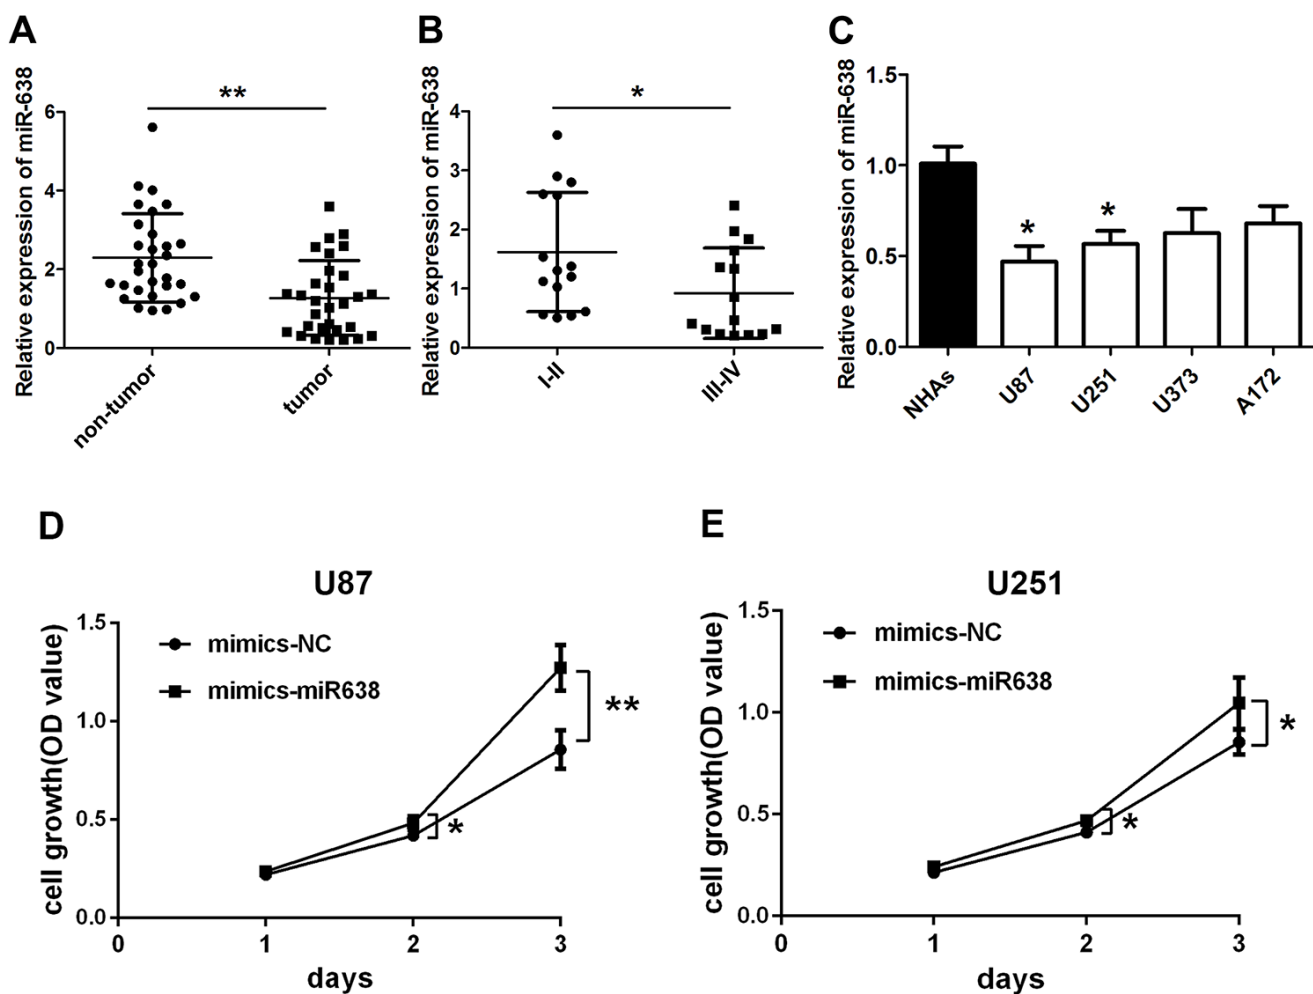 A
Relative expression of miR-638
6
4
2
0
**
non-tumor
tumor
B
Relative expression of miR-638
4
3
2
1
0
*
I-II
III-IV
C
Relative expression of miR-638
1.5
1.0
0.5
0.0
*
*
NHAs
U87
U251
U373
A172
D
U87
cell growth(OD value)
1.5
1.0
0.5
0.0
mimics-NC
mimics-miR638
**
*
0
1
2
3
days
E
U251
cell growth(OD value)
1.5
1.0
0.5
0.0
mimics-NC
mimics-miR638
*
*
0
1
2
3
days